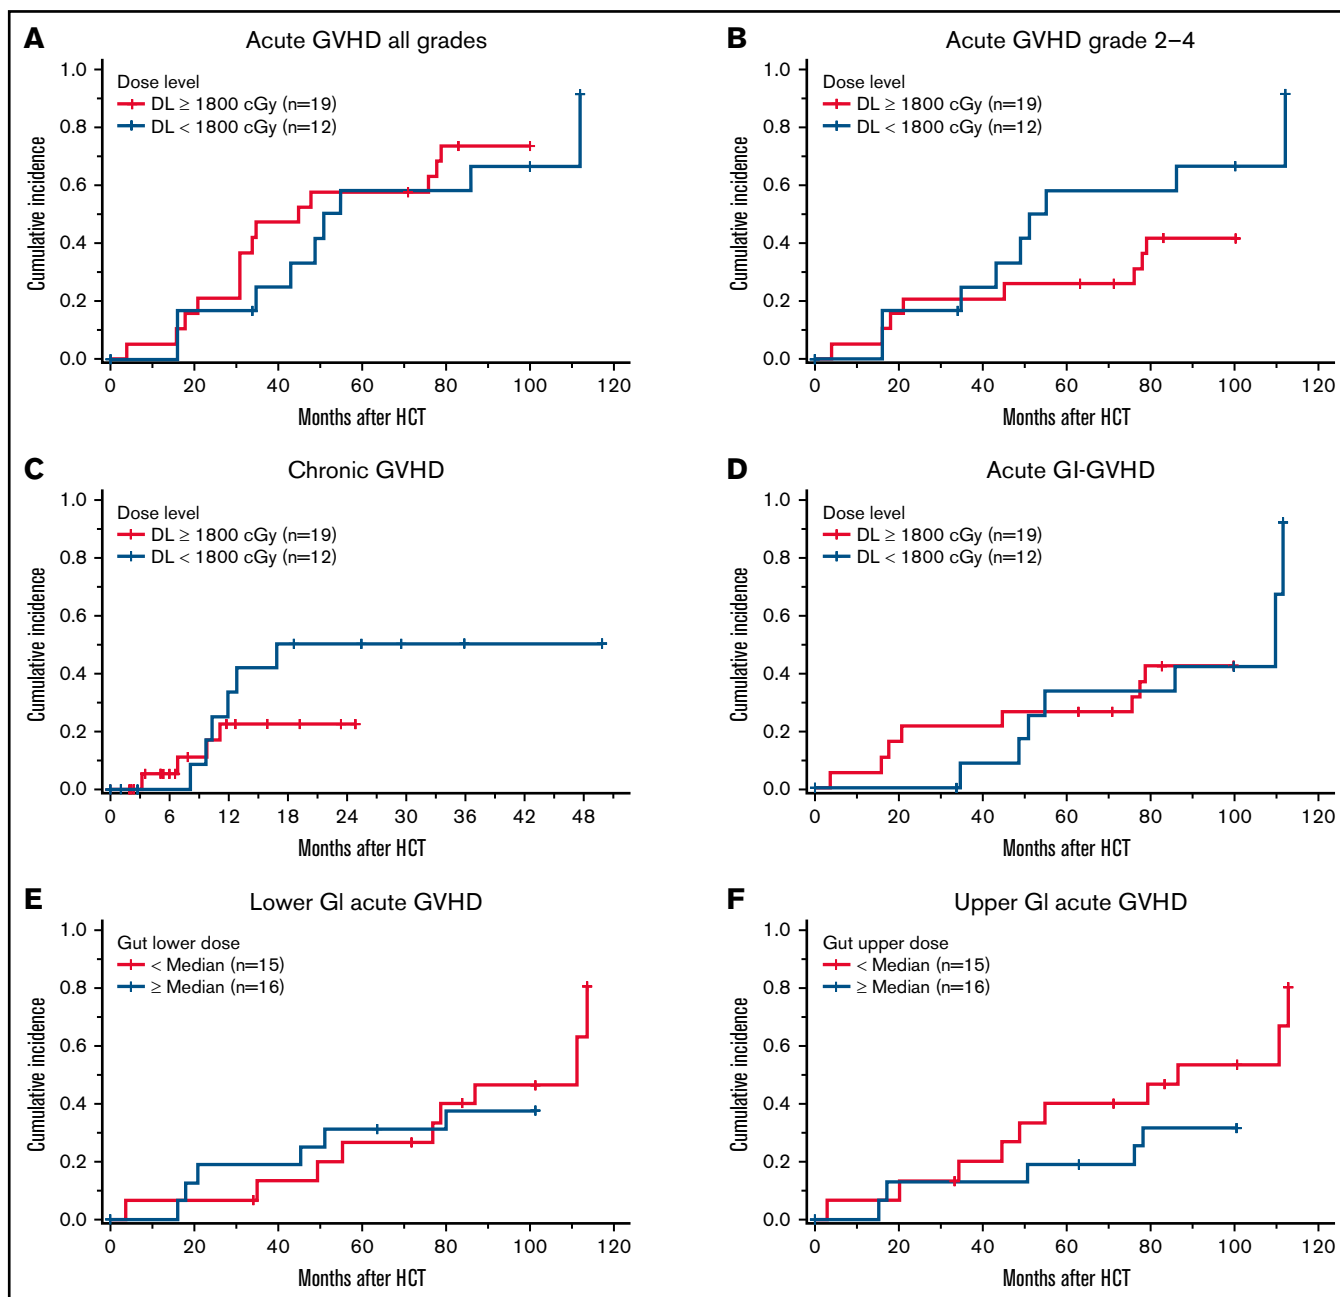 A
Acute GVHD all grades
Cumulative incidence
1.0
0.8
0.6
0.4
0.2
0.0
Dose level
DL ≥ 1800 cGy (n=19)
DL < 1800 cGy (n=12)
0 20 40 60 80 100 120
Months after HCT
B
Acute GVHD grade 2–4
Cumulative incidence
1.0
0.8
0.6
0.4
0.2
0.0
Dose level
DL ≥ 1800 cGy (n=19)
DL < 1800 cGy (n=12)
0 20 40 60 80 100 120
Months after HCT
C
Chronic GVHD
Cumulative incidence
1.0
0.8
0.6
0.4
0.2
0.0
Dose level
DL ≥ 1800 cGy (n=19)
DL < 1800 cGy (n=12)
0 6 12 18 24 30 36 42 48
Months after HCT
D
Acute GI-GVHD
Cumulative incidence
1.0
0.8
0.6
0.4
0.2
0.0
Dose level
DL ≥ 1800 cGy (n=19)
DL < 1800 cGy (n=12)
0 20 40 60 80 100 120
Months after HCT
E
Lower GI acute GVHD
Cumulative incidence
1.0
0.8
0.6
0.4
0.2
0.0
Gut lower dose
< Median (n=15)
≥ Median (n=16)
0 20 40 60 80 100 120
Months after HCT
F
Upper GI acute GVHD
Cumulative incidence
1.0
0.8
0.6
0.4
0.2
0.0
Gut upper dose
< Median (n=15)
≥ Median (n=16)
0 20 40 60 80 100 120
Months after HCT